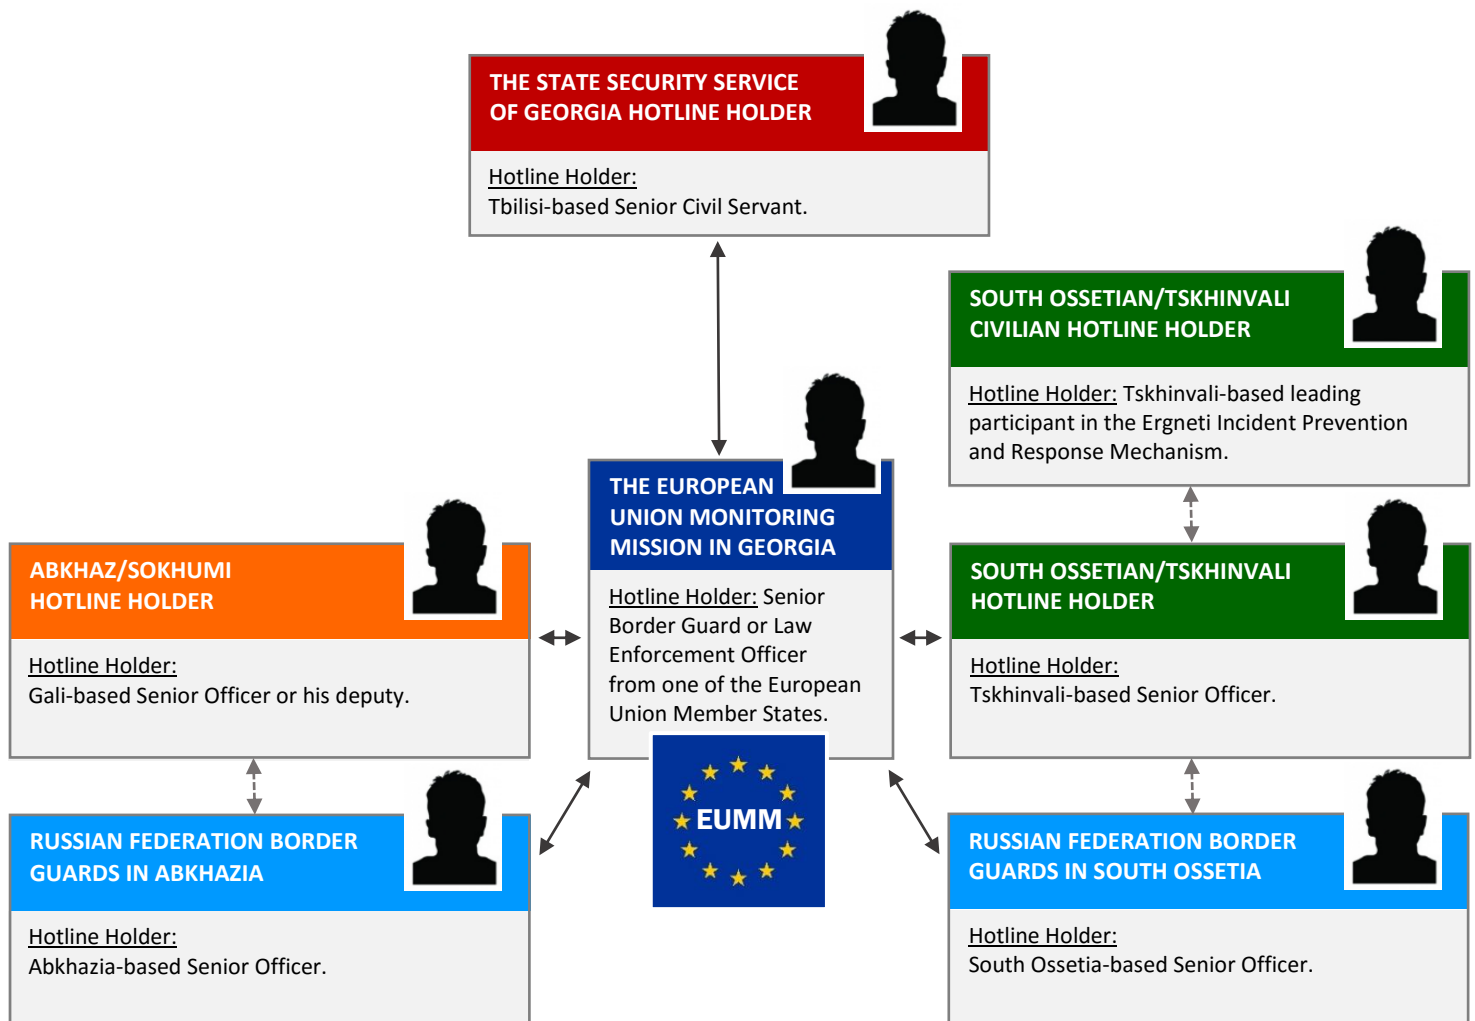 THE STATE SECURITY SERVICE
OF GEORGIA HOTLINE HOLDER
Hotline Holder:
Tbilisi-based Senior Civil Servant.
SOUTH OSSETIAN/TSKHINVALI
CIVILIAN HOTLINE HOLDER
Hotline Holder: Tskhinvali-based leading
participant in the Ergneti Incident Prevention
and Response Mechanism.
THE EUROPEAN
UNION MONITORING
MISSION IN GEORGIA
Hotline Holder: Senior
Border Guard or Law
Enforcement Officer
from one of the European
Union Member States.
EUMM
ABKHAZ/SOKHUMI
HOTLINE HOLDER
Hotline Holder:
Gali-based Senior Officer or his deputy.
SOUTH OSSETIAN/TSKHINVALI
HOTLINE HOLDER
Hotline Holder:
Tskhinvali-based Senior Officer.
RUSSIAN FEDERATION BORDER
GUARDS IN ABKHAZIA
Hotline Holder:
Abkhazia-based Senior Officer.
RUSSIAN FEDERATION BORDER
GUARDS IN SOUTH OSSETIA
Hotline Holder:
South Ossetia-based Senior Officer.